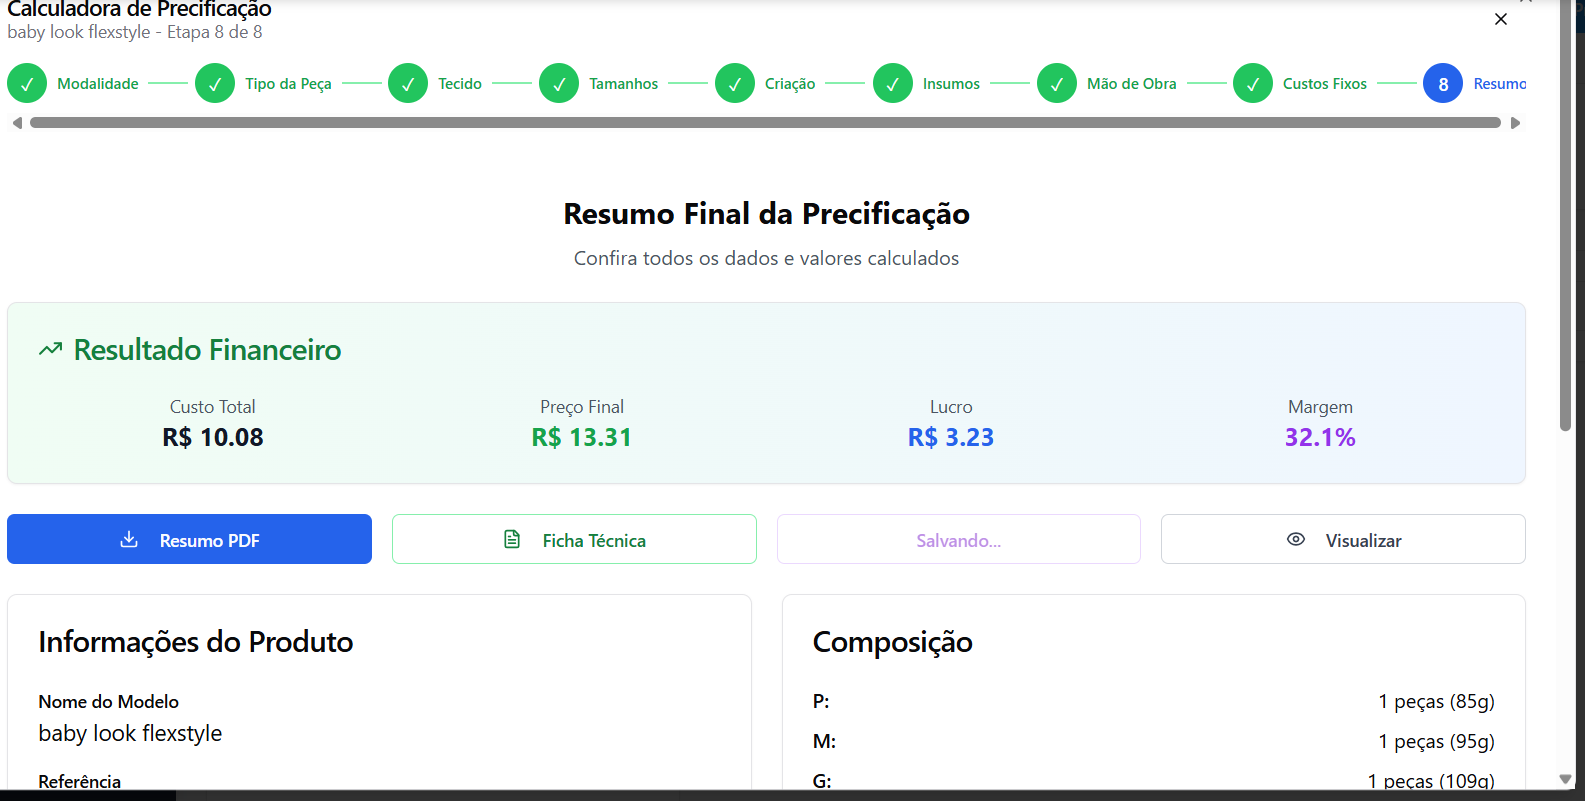 Calculadora de Precificação
baby look flexstyle - Etapa 8 de 8
Modalidade Tipo da Peça Tecido Tamanhos Criação Insumos Mão de Obra Custos Fixos 8 Resumo
Resumo Final da Precificação
Confira todos os dados e valores calculados
Resultado Financeiro
Custo Total Preço Final Lucro Margem
R$ 10.08 R$ 13.31 R$ 3.23 32.1%
Resumo PDF Ficha Técnica Salvando... Visualizar
Informações do Produto
Nome do Modelo
baby look flexstyle
Referência
Composição
P: 1 peças (85g)
M: 1 peças (95g)
G: 1 peças (109g)